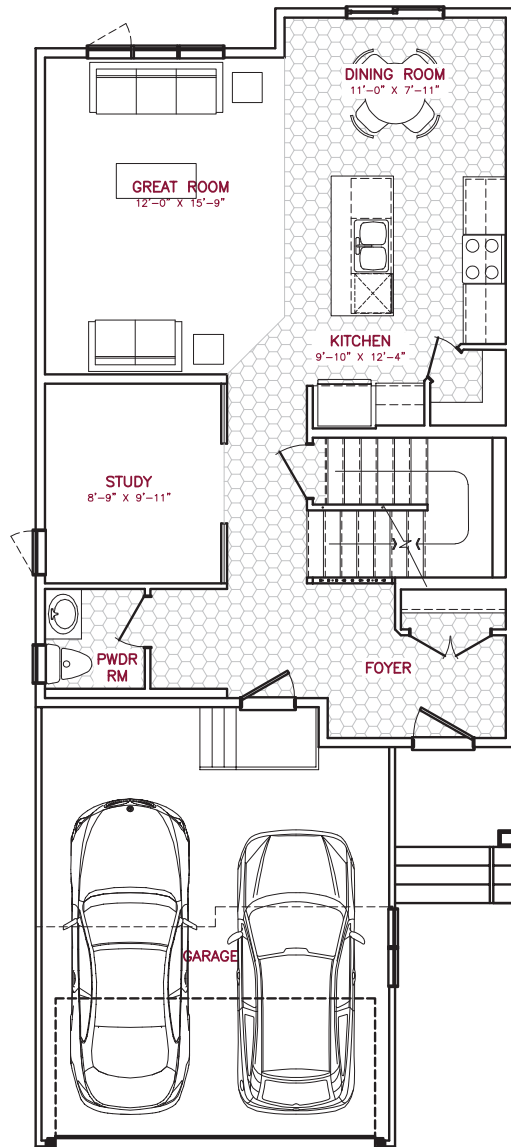 DINING ROOM
11'-0" X 7'-11"
GREAT ROOM
12'-0" X 15'-9"
KITCHEN
9'-10" X 12'-4"
STUDY
8'-9" X 9'-11"
PWDR
RM
FOYER
GARAGE